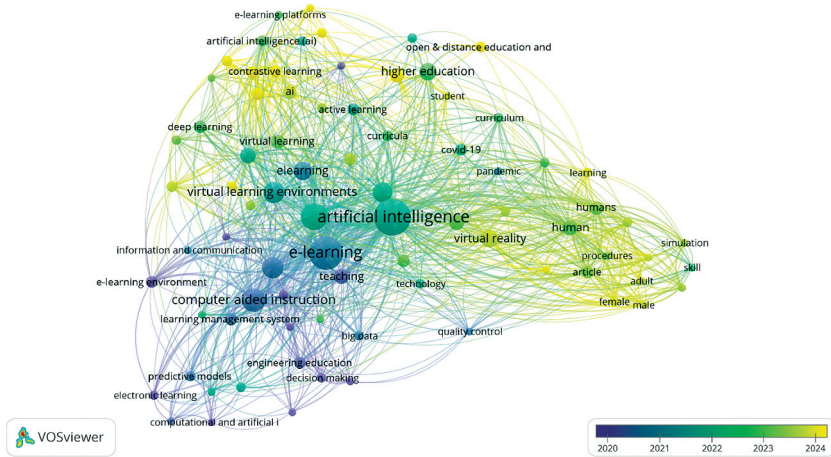 e-learning platforms
artificial intelligence (ai)
open & distance education and
contrastive learning
higher education
ai
student
active learning
curriculum
deep learning
virtual learning
curricula
covid-19
elearning
pandemic
learning
virtual learning environments
humans
artificial intelligence
human
virtual reality
simulation
information and communication
e-learning
procedures
skill
e-learning environment
teaching
article
adult
technology
computer aided instruction
female
male
learning management system
big data
quality control
engineering education
predictive models
decision making
electronic learning
computational and artificial i
VOSviewer
2020 2021 2022 2023 2024